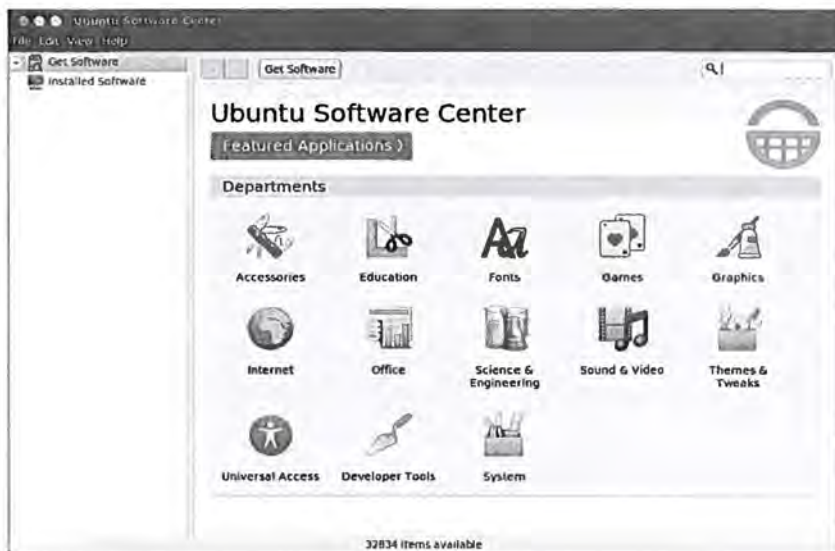 Ubuntu Software Center
File Edit View Help
Get Software
Installed Software
Get Software
Ubuntu Software Center
Featured Applications
Departments
Accessories Education Fonts Games Graphics
Internet Office Science & Engineering Sound & Video Themes & Tweaks
Universal Access Developer Tools System
32834 items available